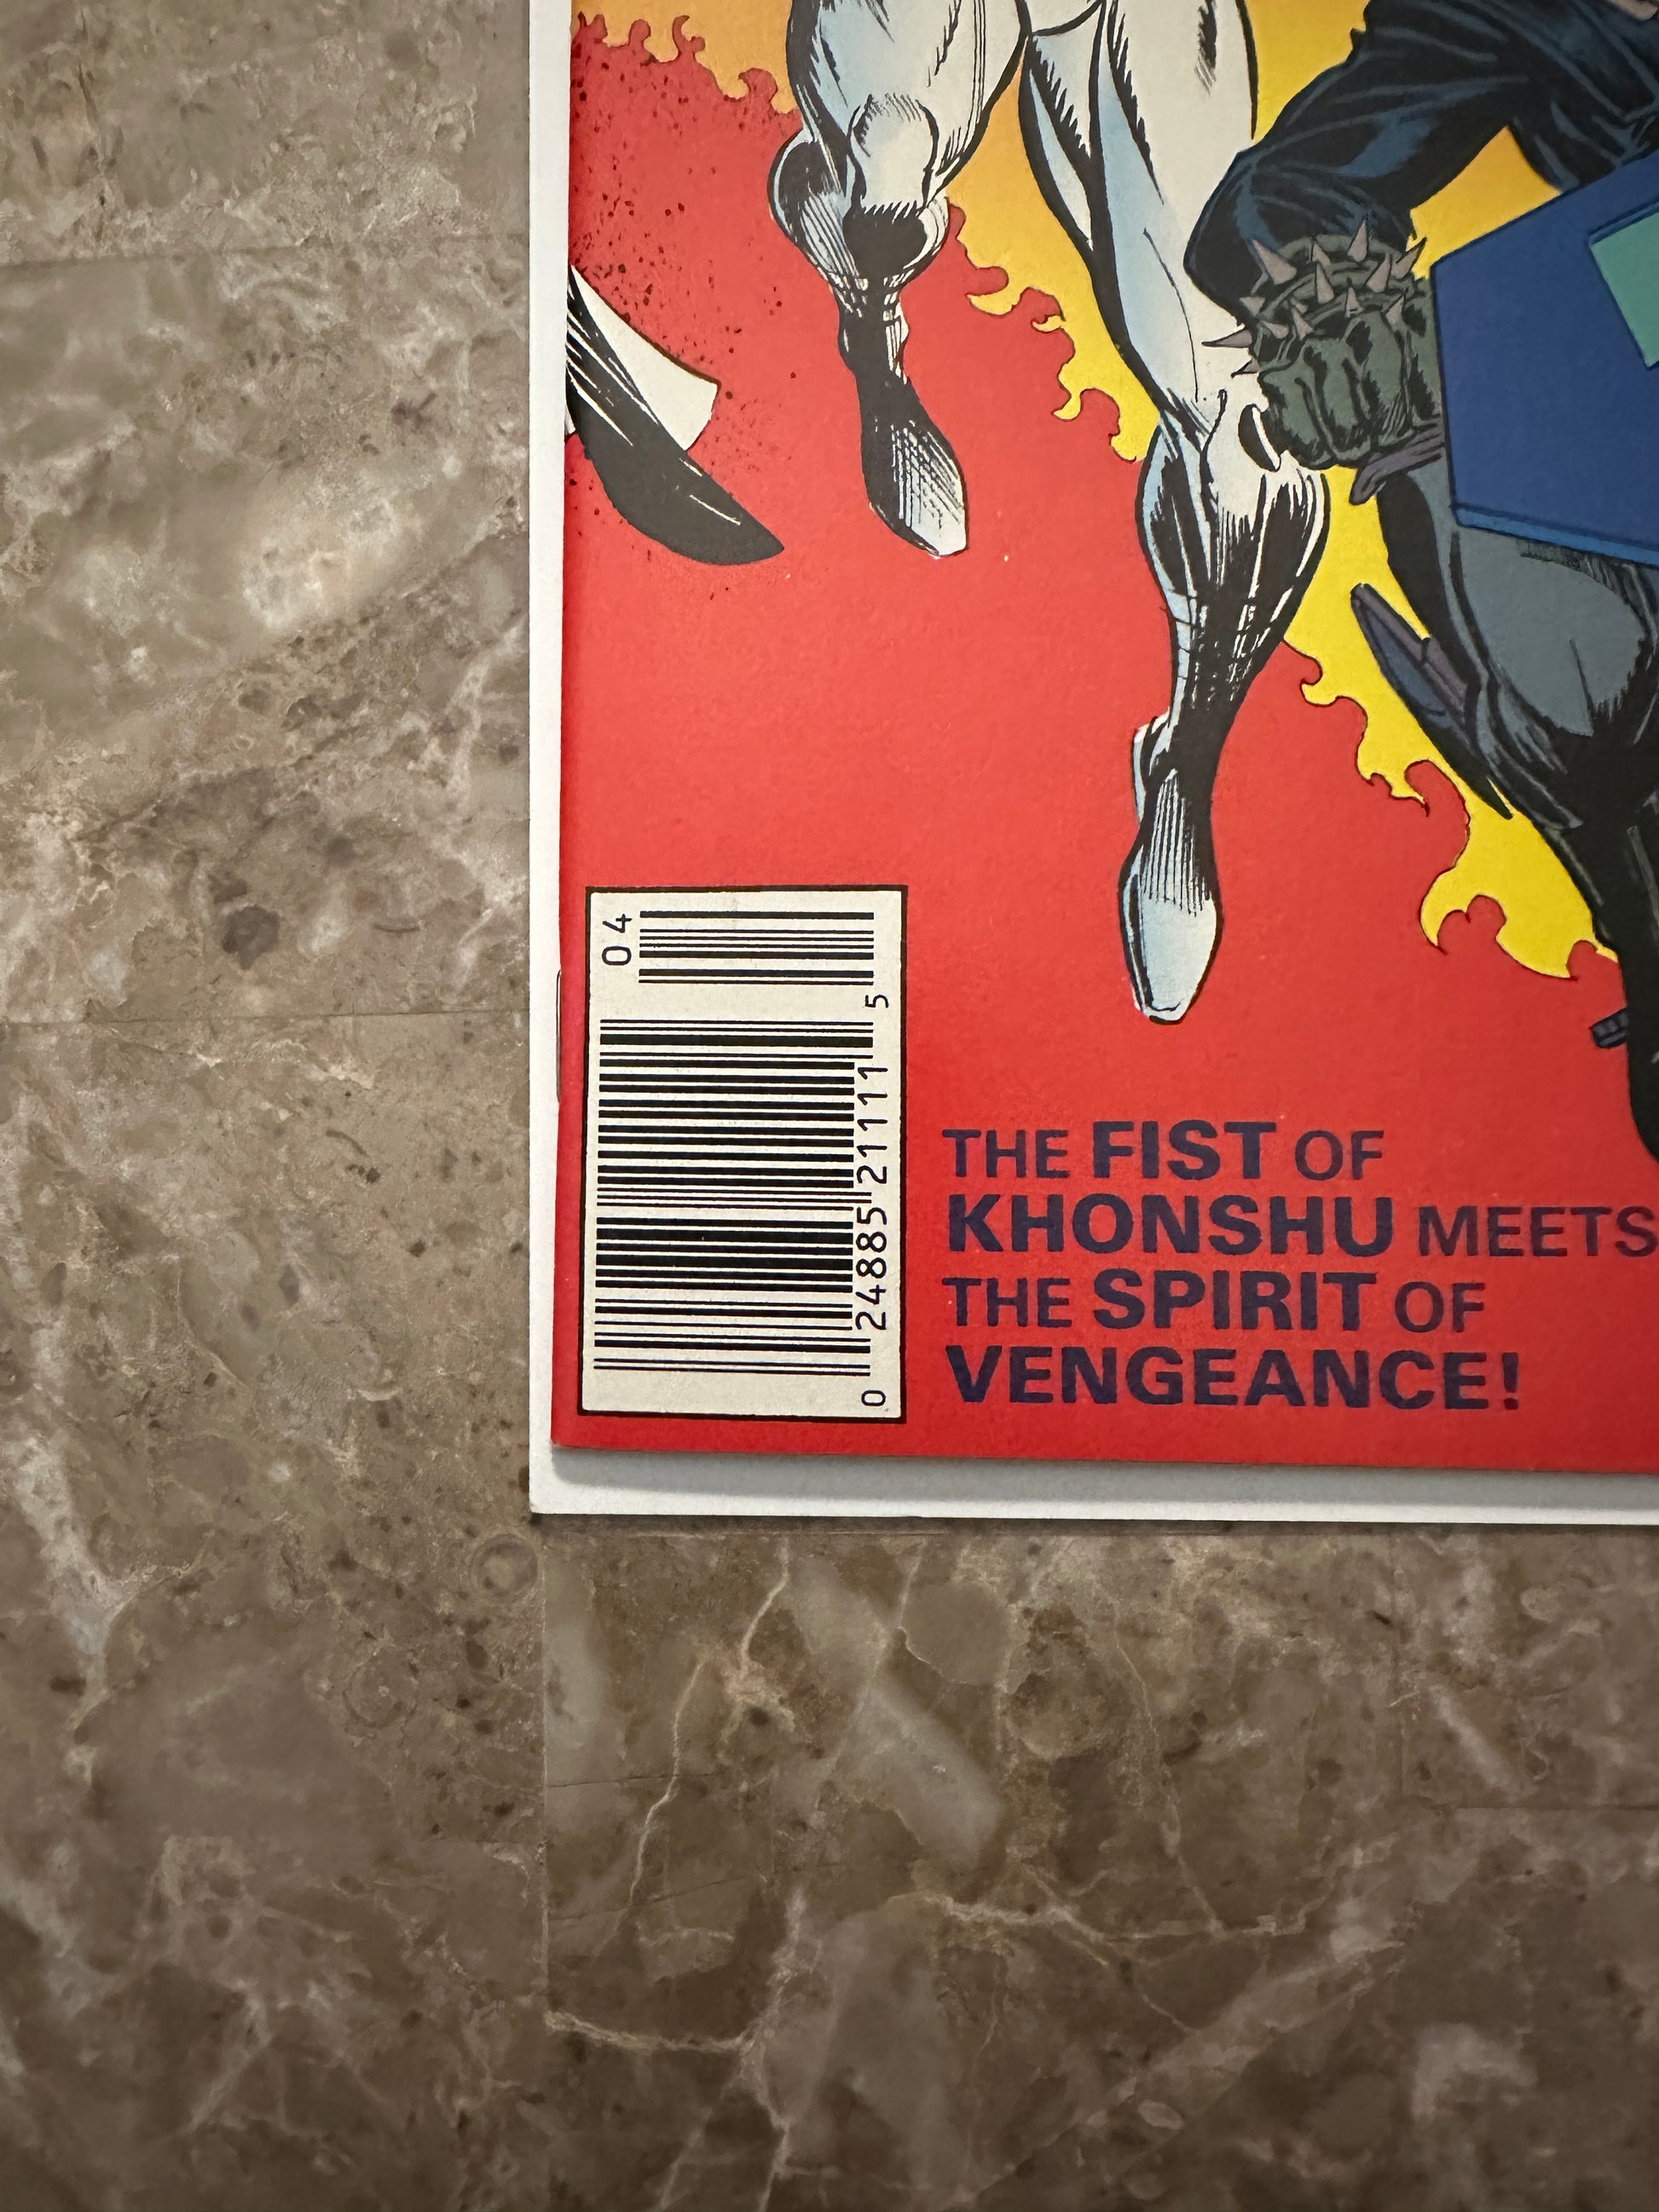 04
0 24885 21111 5
THE FIST OF
KHONSHU MEETS
THE SPIRIT OF
VENGEANCE!